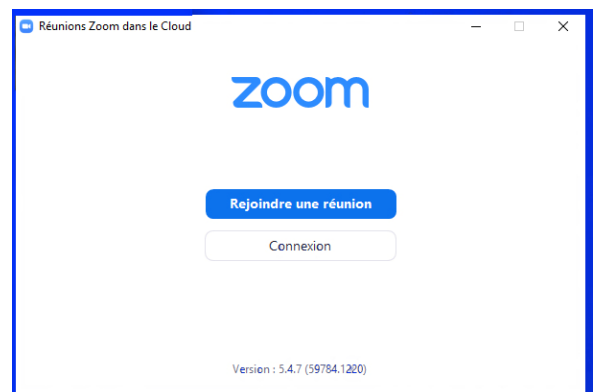 Réunions Zoom dans le Cloud
zoom
Rejoindre une réunion
Connexion
Version : 5.4.7 (59784.1220)